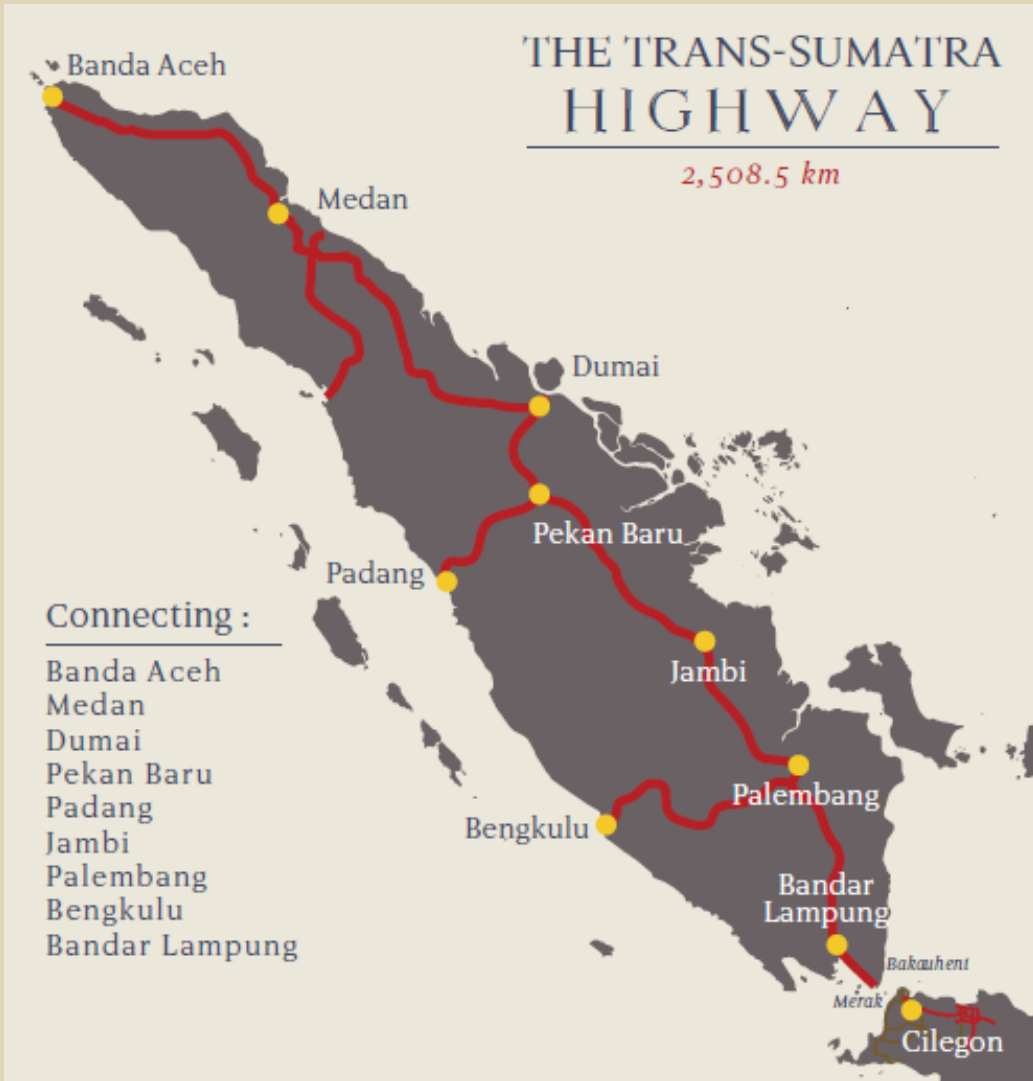 THE TRANS-SUMATRA
HIGHWAY
2,508.5 km
Banda Aceh
Medan
Dumai
Pekan Baru
Padang
Jambi
Palembang
Bengkulu
Bandar
Lampung
Bakauheni
Merak
Cilegon
Connecting :
Banda Aceh
Medan
Dumai
Pekan Baru
Padang
Jambi
Palembang
Bengkulu
Bandar Lampung